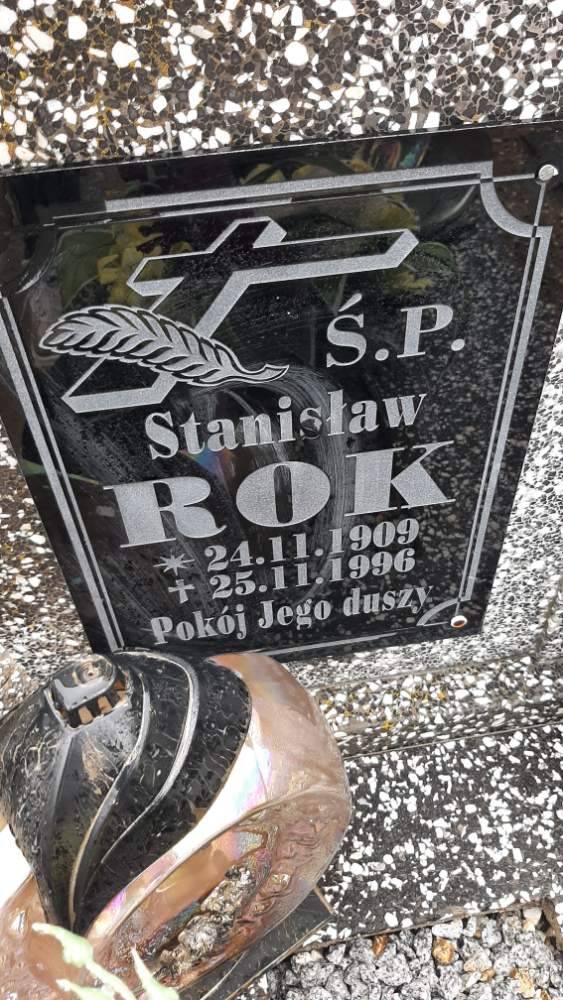 Ś.P.
Stanisław
ROK
* 24.11.1909
+ 25.11.1996
Pokój Jego duszy